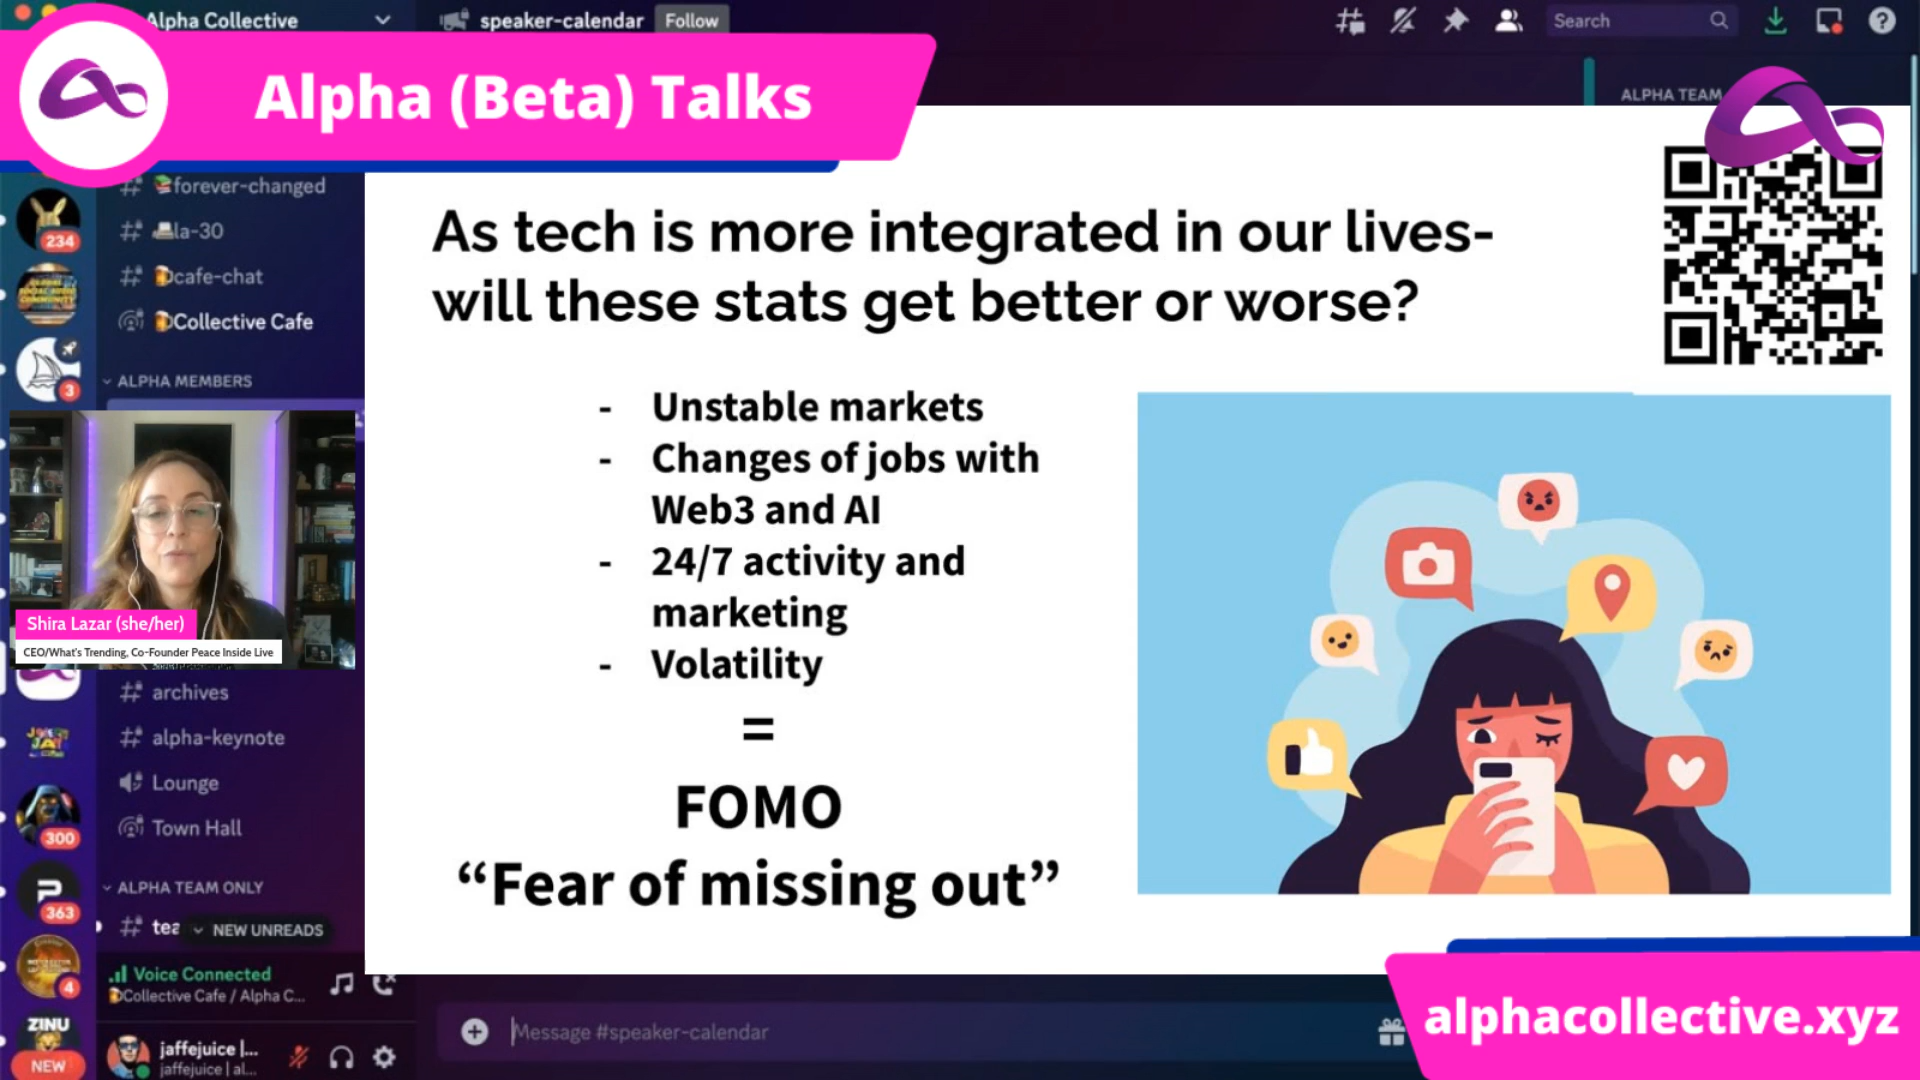 Alpha Collective
speaker-calendar
Follow
Search
Alpha (Beta) Talks
ALPHA TEAM
forever-changed
la-30
cafe-chat
Collective Cafe
ALPHA MEMBERS
234
3
Shira Lazar (she/her)
CEO/What's Trending, Co-Founder Peace Inside Live
archives
alpha-keynote
Lounge
Town Hall
ALPHA TEAM ONLY
300
363
4
NEW UNREADS
Voice Connected
Collective Cafe / Alpha C...
ZINU
NEW
jaffejuice |...
jaffejuice | al...
As tech is more integrated in our lives-
will these stats get better or worse?
- Unstable markets
- Changes of jobs with
Web3 and AI
- 24/7 activity and
marketing
- Volatility
=
FOMO
“Fear of missing out”
Message #speaker-calendar
alphacollective.xyz